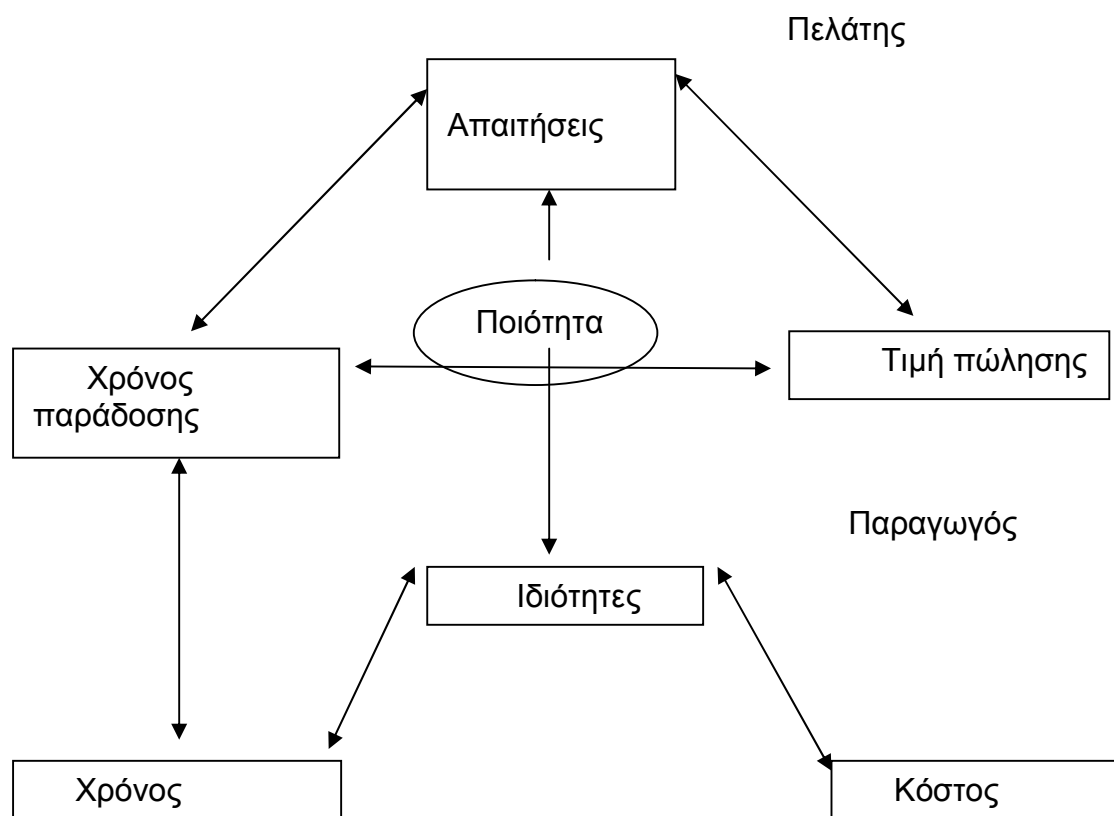 Πελάτης
Απαιτήσεις
Ποιότητα
Χρόνος
παράδοσης
Τιμή πώλησης
Παραγωγός
Ιδιότητες
Χρόνος
Κόστος